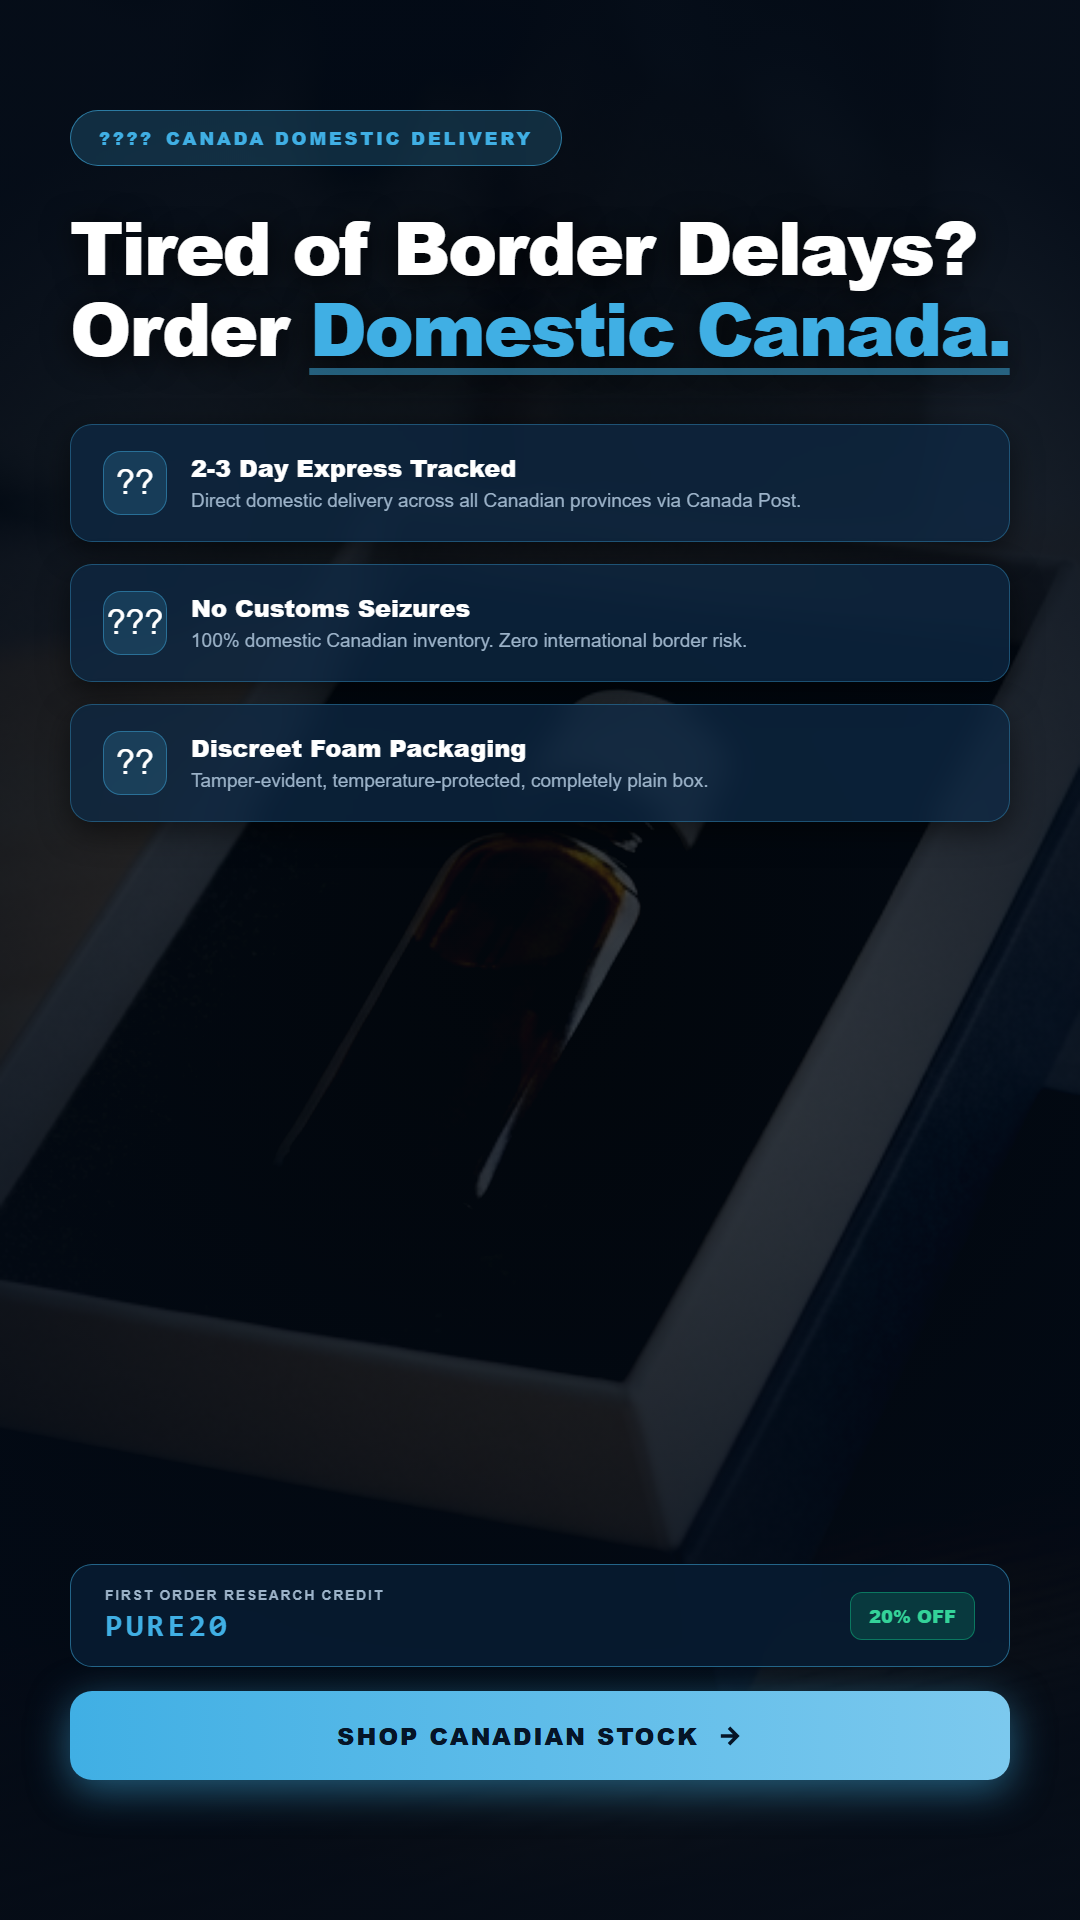 ???? CANADA DOMESTIC DELIVERY
Tired of Border Delays?
Order Domestic Canada.
??
2-3 Day Express Tracked
Direct domestic delivery across all Canadian provinces via Canada Post.
???
No Customs Seizures
100% domestic Canadian inventory. Zero international border risk.
??
Discreet Foam Packaging
Tamper-evident, temperature-protected, completely plain box.
FIRST ORDER RESEARCH CREDIT
PURE20
20% OFF
SHOP CANADIAN STOCK →